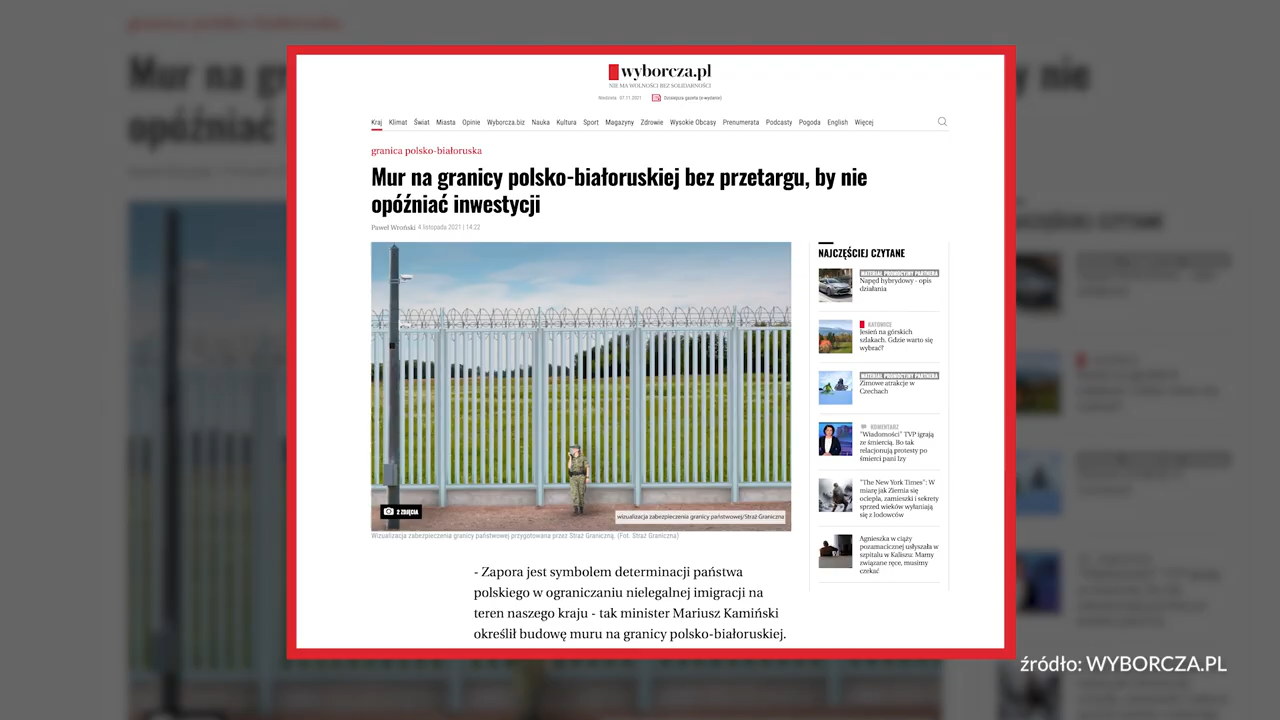 wyborcza.pl
NIE MA WOLNOŚCI BEZ SOLIDARNOŚCI
Niedziela 07.11.2021 Dzisiejsza gazeta (e-wydanie)
Kraj Klimat Świat Miasta Opinie Wyborcza.biz Nauka Kultura Sport Magazyny Zdrowie Wysokie Obcasy Prenumerata Podcasty Pogoda English Więcej
granica polsko-białoruska
Mur na granicy polsko-białoruskiej bez przetargu, by nie
opóźniać inwestycji
Paweł Wroński 4 listopada 2021 | 14:22
2 ZDJĘCIA
wizualizacja zabezpieczenia granicy państwowej/Straż Graniczna
Wizualizacja zabezpieczenia granicy państwowej przygotowana przez Straż Graniczną. (Fot. Straż Graniczna)
- Zapora jest symbolem determinacji państwa
polskiego w ograniczaniu nielegalnej imigracji na
teren naszego kraju - tak minister Mariusz Kamiński
określił budowę muru na granicy polsko-białoruskiej.
NAJCZĘŚCIEJ CZYTANE
MATERIAŁ PROMOCYJNY PARTNERA
Napęd hybrydowy - opis
działania
KATOWICE
Jesień na górskich
szlakach. Gdzie warto się
wybrać?
MATERIAŁ PROMOCYJNY PARTNERA
Zimowe atrakcje w
Czechach
KOMENTARZ
"Wiadomości" TVP igrają
ze śmiercią. Bo tak
relacjonują protesty po
śmierci pani Izy
"The New York Times": W
miarę jak Ziemia się
ociepla, zamieszki i sekrety
sprzed wieków wyłaniają
się z lodowców
Agnieszka w ciąży
pozamacicznej usłyszała w
szpitalu w Kaliszu: Mamy
związane ręce, musimy
czekać
źródło: WYBORCZA.PL